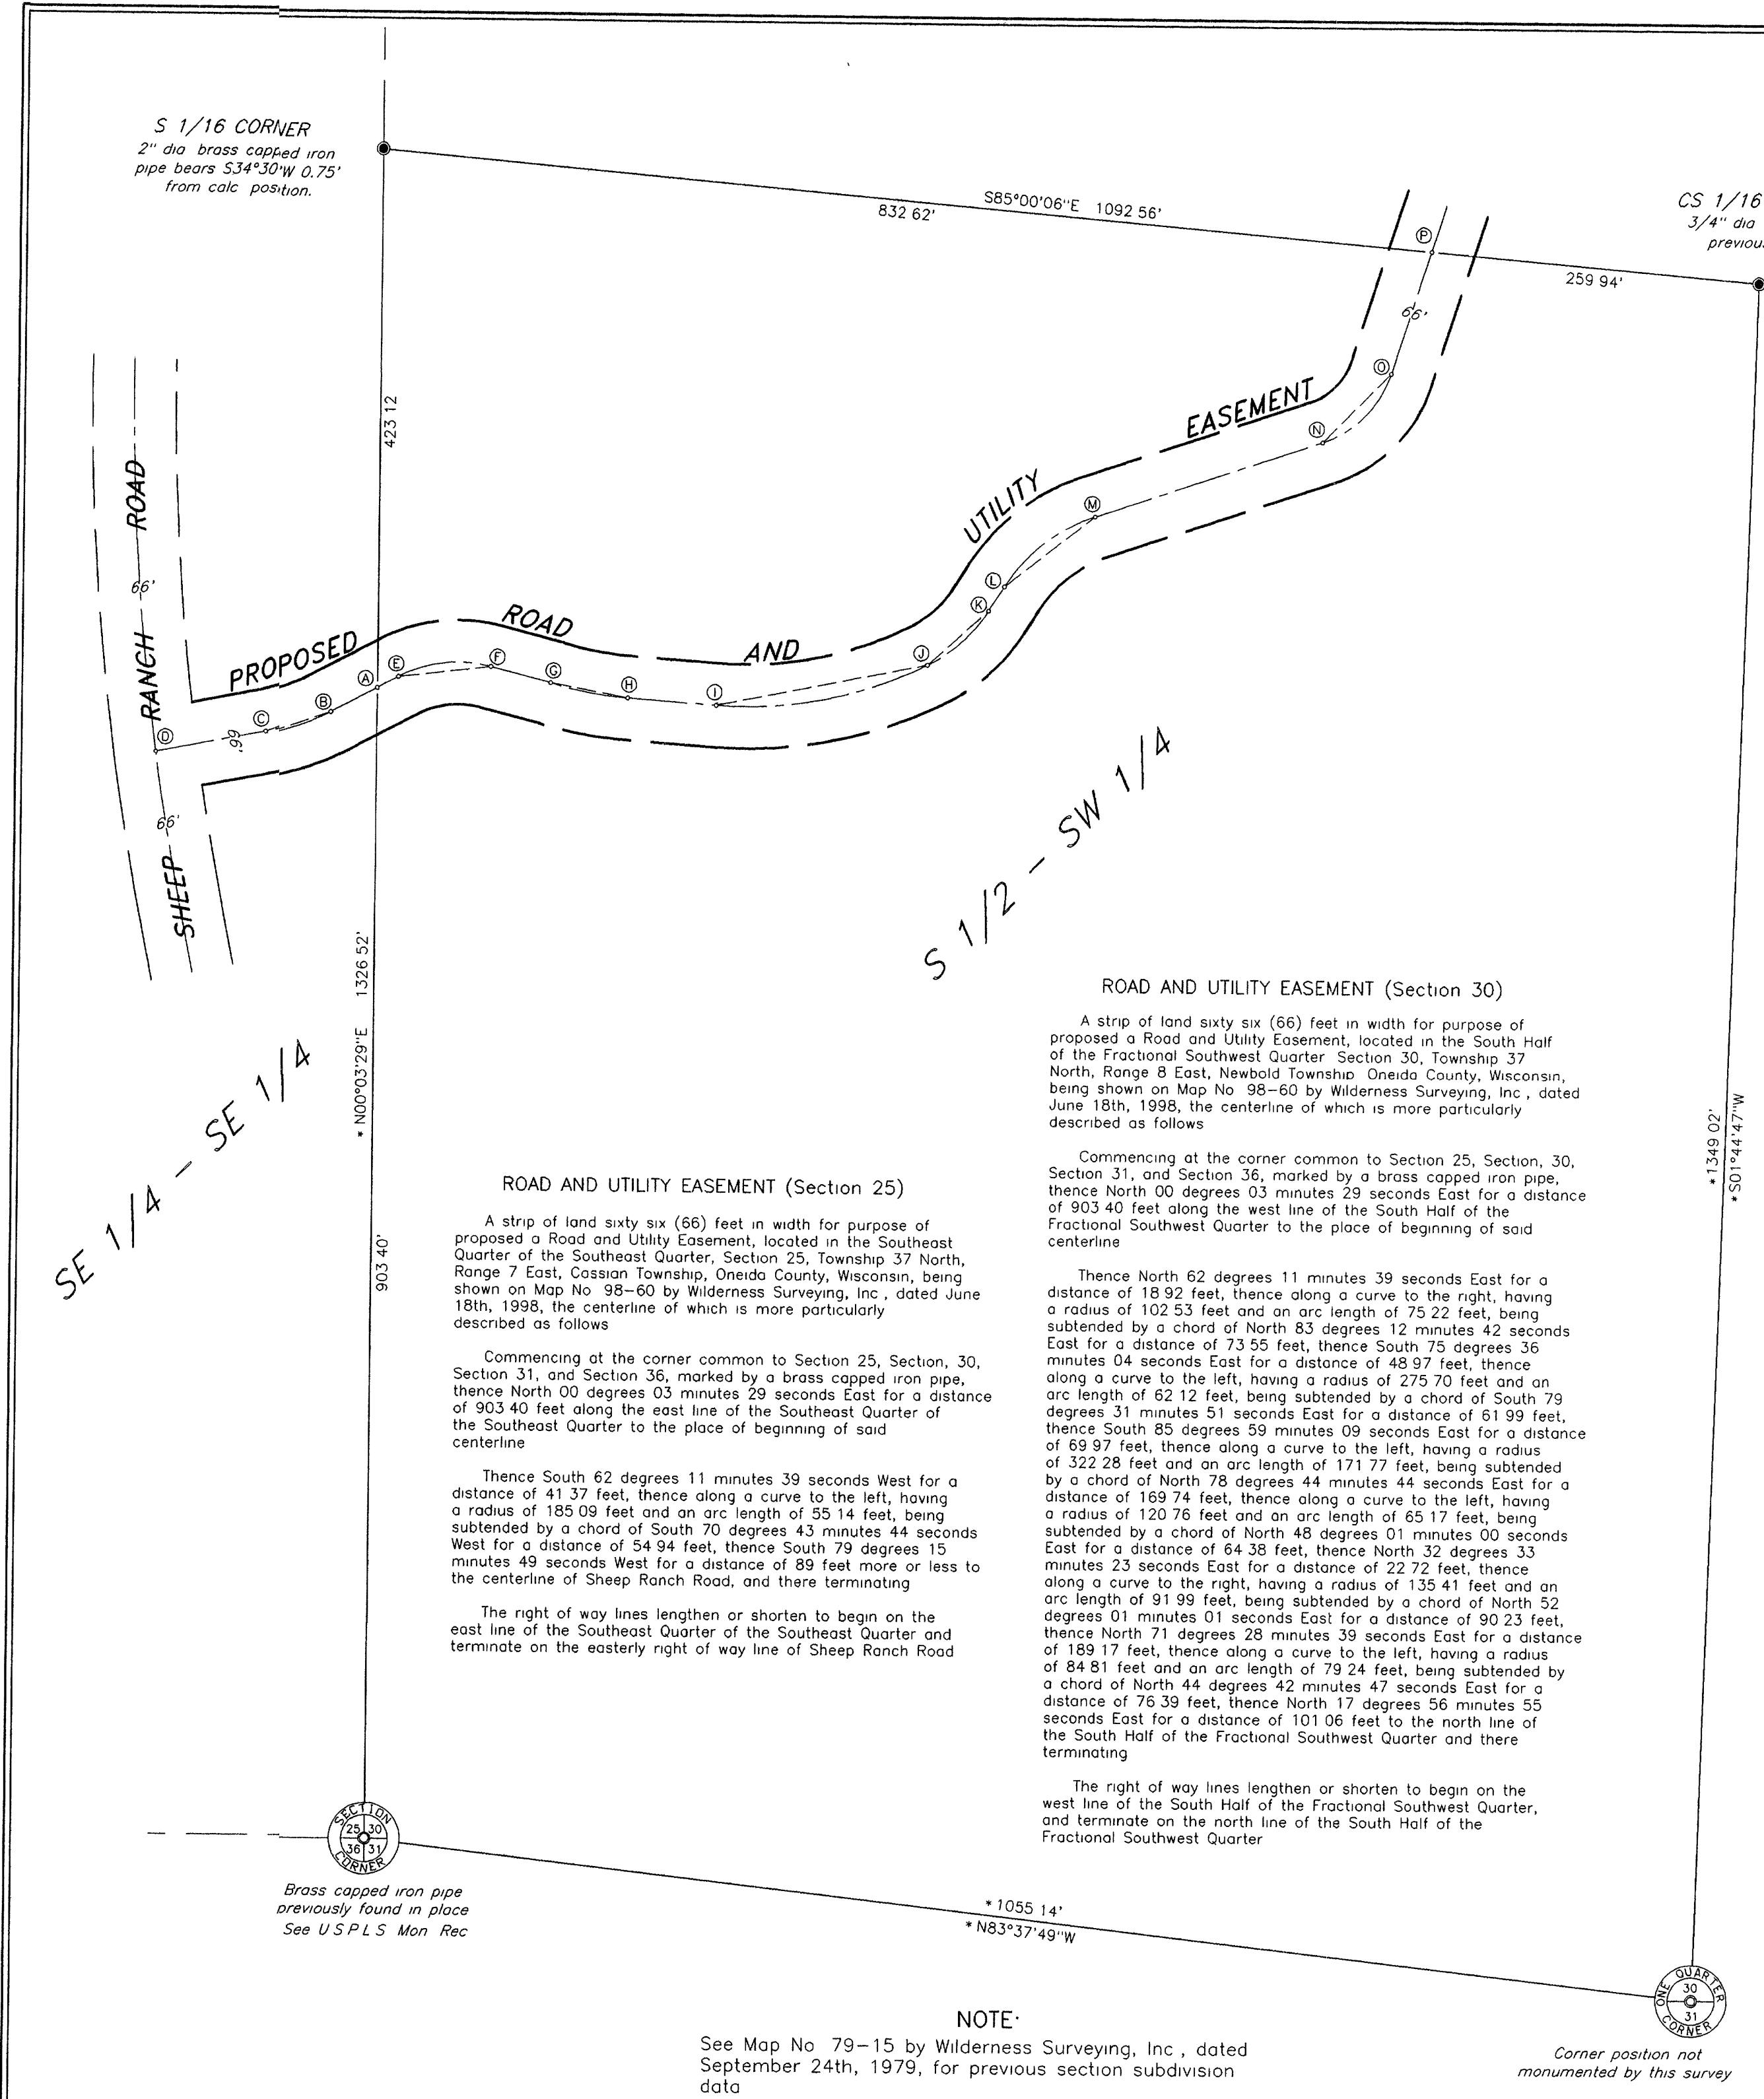 S 1/16 CORNER
2" dia brass capped iron
pipe bears S34°30'W 0.75'
from calc position.
S85°00'06"E 1092 56'
832 62'
CS 1/16
3/4" dia
previou
P
259 94'
66'
O
EASEMENT
N
423 12
UTILITY
M
L
K
ROAD
66'
RANCH
SHEEP
66'
PROPOSED
ROAD
AND
J
F
E
A
G
H
I
B
C
D
66'
S 1/2 - SW 1/4
SE 1/4 - SE 1/4
* N00°03'29"E 1326 52'
903 40'
* 1349 02'
* S01°44'47"W
ROAD AND UTILITY EASEMENT (Section 25)
A strip of land sixty six (66) feet in width for purpose of
proposed a Road and Utility Easement, located in the Southeast
Quarter of the Southeast Quarter, Section 25, Township 37 North,
Range 7 East, Cassian Township, Oneida County, Wisconsin, being
shown on Map No 98-60 by Wilderness Surveying, Inc , dated June
18th, 1998, the centerline of which is more particularly
described as follows
Commencing at the corner common to Section 25, Section, 30,
Section 31, and Section 36, marked by a brass capped iron pipe,
thence North 00 degrees 03 minutes 29 seconds East for a distance
of 903 40 feet along the east line of the Southeast Quarter of
the Southeast Quarter to the place of beginning of said
centerline
Thence South 62 degrees 11 minutes 39 seconds West for a
distance of 41 37 feet, thence along a curve to the left, having
a radius of 185 09 feet and an arc length of 55 14 feet, being
subtended by a chord of South 70 degrees 43 minutes 44 seconds
West for a distance of 54 94 feet, thence South 79 degrees 15
minutes 49 seconds West for a distance of 89 feet more or less to
the centerline of Sheep Ranch Road, and there terminating
The right of way lines lengthen or shorten to begin on the
east line of the Southeast Quarter of the Southeast Quarter and
terminate on the easterly right of way line of Sheep Ranch Road
ROAD AND UTILITY EASEMENT (Section 30)
A strip of land sixty six (66) feet in width for purpose of
proposed a Road and Utility Easement, located in the South Half
of the Fractional Southwest Quarter Section 30, Township 37
North, Range 8 East, Newbold Township Oneida County, Wisconsin,
being shown on Map No 98-60 by Wilderness Surveying, Inc , dated
June 18th, 1998, the centerline of which is more particularly
described as follows
Commencing at the corner common to Section 25, Section, 30,
Section 31, and Section 36, marked by a brass capped iron pipe,
thence North 00 degrees 03 minutes 29 seconds East for a distance
of 903 40 feet along the west line of the South Half of the
Fractional Southwest Quarter to the place of beginning of said
centerline
Thence North 62 degrees 11 minutes 39 seconds East for a
distance of 18 92 feet, thence along a curve to the right, having
a radius of 102 53 feet and an arc length of 75 22 feet, being
subtended by a chord of North 83 degrees 12 minutes 42 seconds
East for a distance of 73 55 feet, thence South 75 degrees 36
minutes 04 seconds East for a distance of 48 97 feet, thence
along a curve to the left, having a radius of 275 70 feet and an
arc length of 62 12 feet, being subtended by a chord of South 79
degrees 31 minutes 51 seconds East for a distance of 61 99 feet,
thence South 85 degrees 59 minutes 09 seconds East for a distance
of 69 97 feet, thence along a curve to the left, having a radius
of 322 28 feet and an arc length of 171 77 feet, being subtended
by a chord of North 78 degrees 44 minutes 44 seconds East for a
distance of 169 74 feet, thence along a curve to the left, having
a radius of 120 76 feet and an arc length of 65 17 feet, being
subtended by a chord of North 48 degrees 01 minutes 00 seconds
East for a distance of 64 38 feet, thence North 32 degrees 33
minutes 23 seconds East for a distance of 22 72 feet, thence
along a curve to the right, having a radius of 135 41 feet and an
arc length of 91 99 feet, being subtended by a chord of North 52
degrees 01 minutes 01 seconds East for a distance of 90 23 feet,
thence North 71 degrees 28 minutes 39 seconds East for a distance
of 189 17 feet, thence along a curve to the left, having a radius
of 84 81 feet and an arc length of 79 24 feet, being subtended by
a chord of North 44 degrees 42 minutes 47 seconds East for a
distance of 76 39 feet, thence North 17 degrees 56 minutes 55
seconds East for a distance of 101 06 feet to the north line of
the South Half of the Fractional Southwest Quarter and there
terminating
The right of way lines lengthen or shorten to begin on the
west line of the South Half of the Fractional Southwest Quarter,
and terminate on the north line of the South Half of the
Fractional Southwest Quarter
SECTION
25 30
36 31
CORNER
Brass capped iron pipe
previously found in place
See U S P L S Mon Rec
* 1055 14'
* N83°37'49"W
ONE QUARTER
30
31
CORNER
Corner position not
monumented by this survey
NOTE·
See Map No 79-15 by Wilderness Surveying, Inc , dated
September 24th, 1979, for previous section subdivision
data